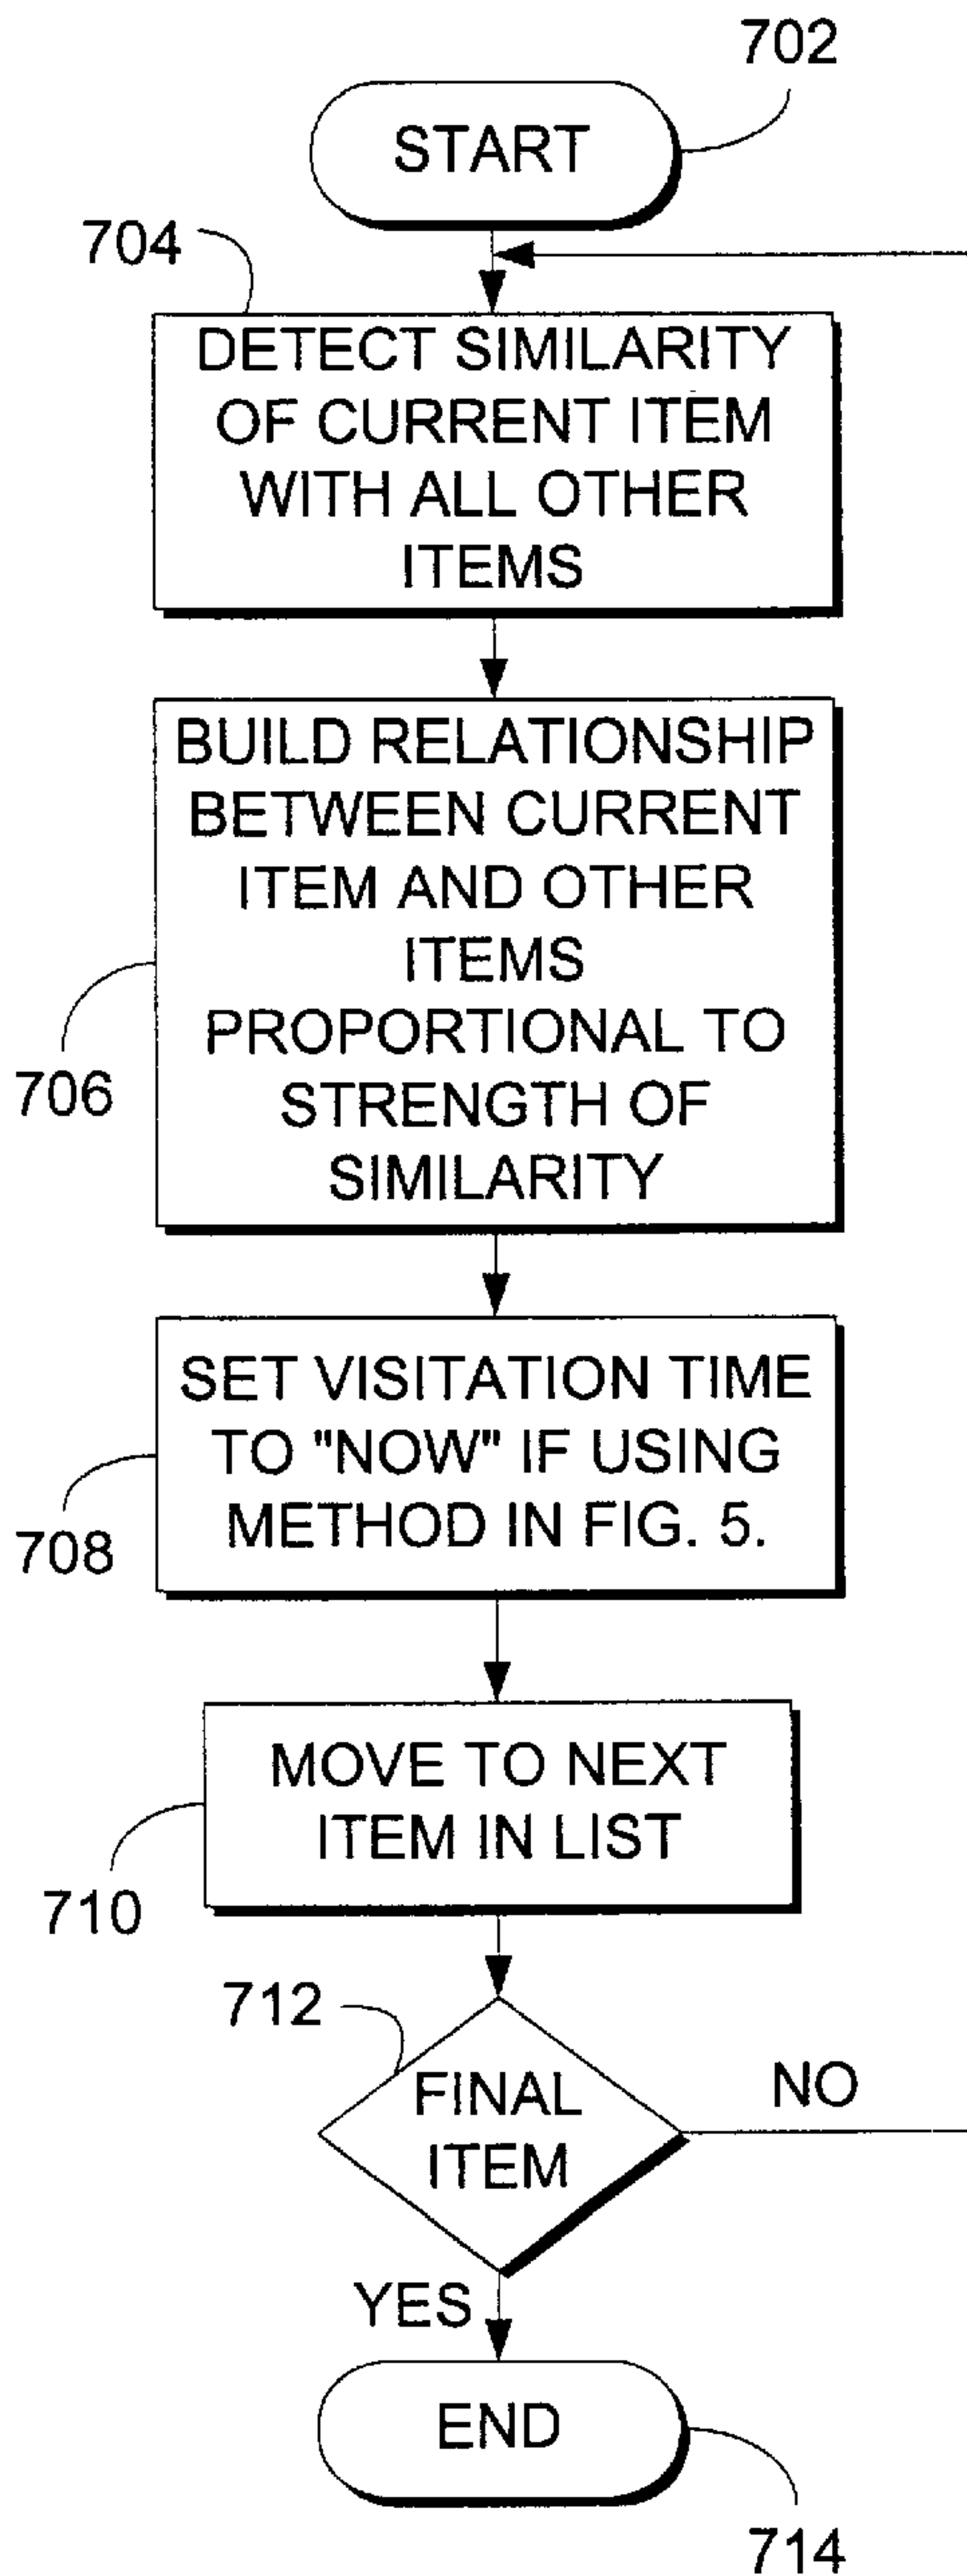 702
START
704
DETECT SIMILARITY
OF CURRENT ITEM
WITH ALL OTHER
ITEMS
BUILD RELATIONSHIP
BETWEEN CURRENT
ITEM AND OTHER
ITEMS
PROPORTIONAL TO
STRENGTH OF
SIMILARITY
706
SET VISITATION TIME
TO "NOW" IF USING
METHOD IN FIG. 5.
708
MOVE TO NEXT
ITEM IN LIST
710
712
FINAL
ITEM
NO
YES
END
714